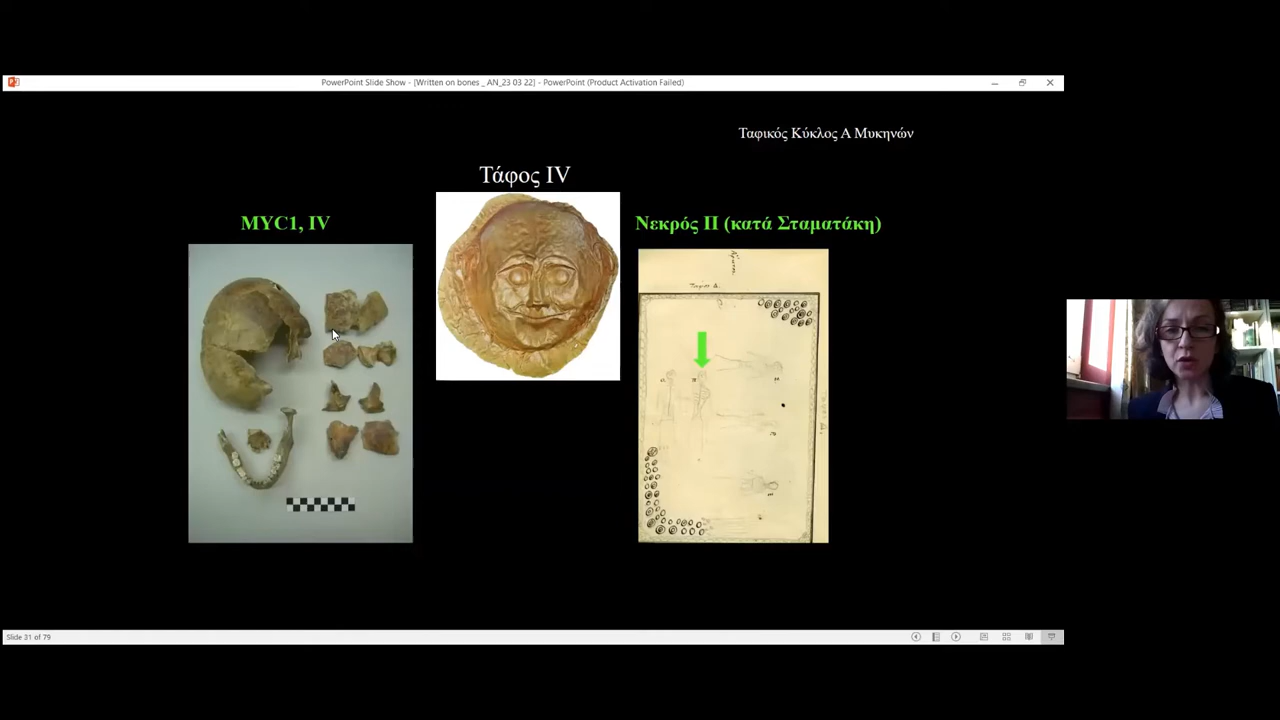 PowerPoint Slide Show - [Written on bones _ AN_23 03 22] - PowerPoint (Product Activation Failed)
Ταφικός Κύκλος Α Μυκηνών
Τάφος IV
MYC1, IV
Νεκρός Π (κατά Σταματάκη)
Slide 31 of 79